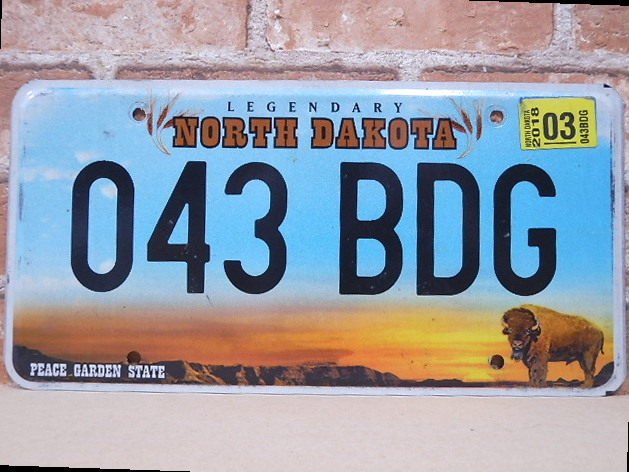 LEGENDARY
NORTH DAKOTA
NORTH DAKOTA
2018
03
043BDG
043 BDG
PEACE GARDEN STATE